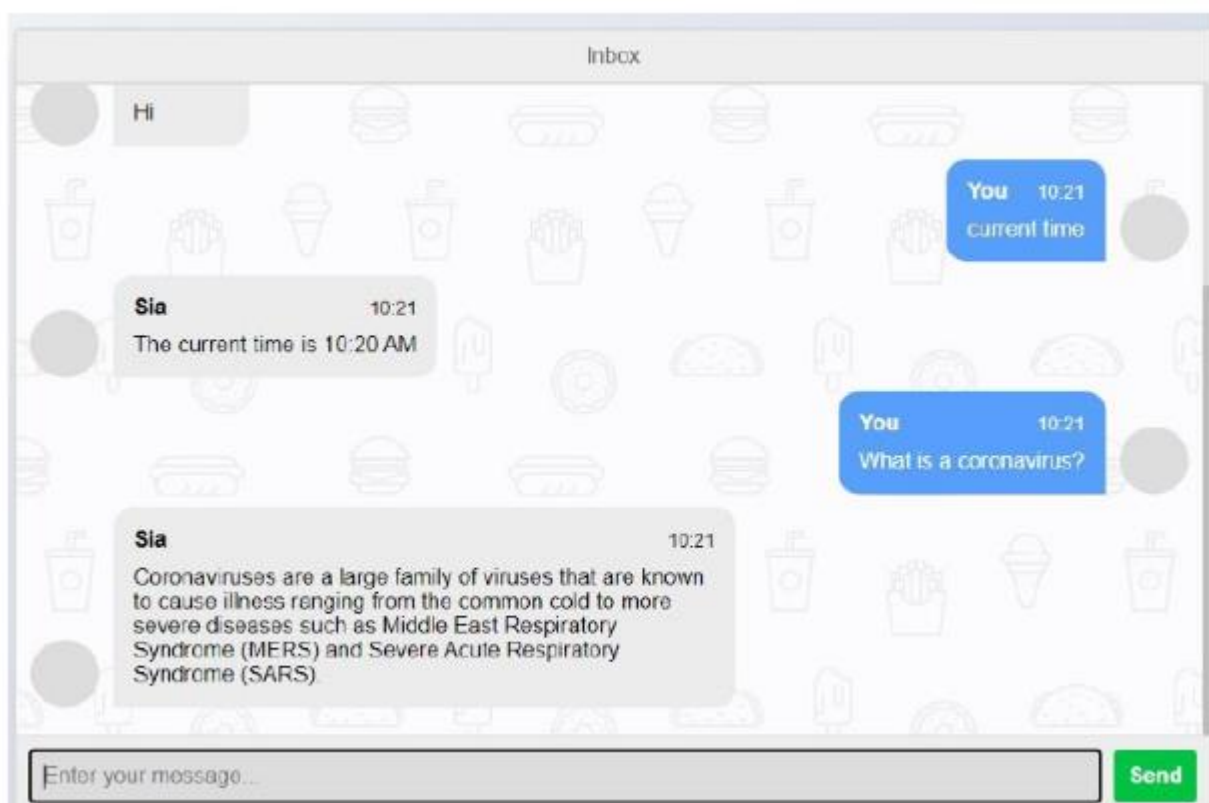 Inbox
Hi
You 10:21
current time
Sia 10:21
The current time is 10:20 AM
You 10:21
What is a coronavirus?
Sia 10:21
Coronaviruses are a large family of viruses that are known
to cause illness ranging from the common cold to more
severe diseases such as Middle East Respiratory
Syndrome (MERS) and Severe Acute Respiratory
Syndrome (SARS).
Enter your message...
Send